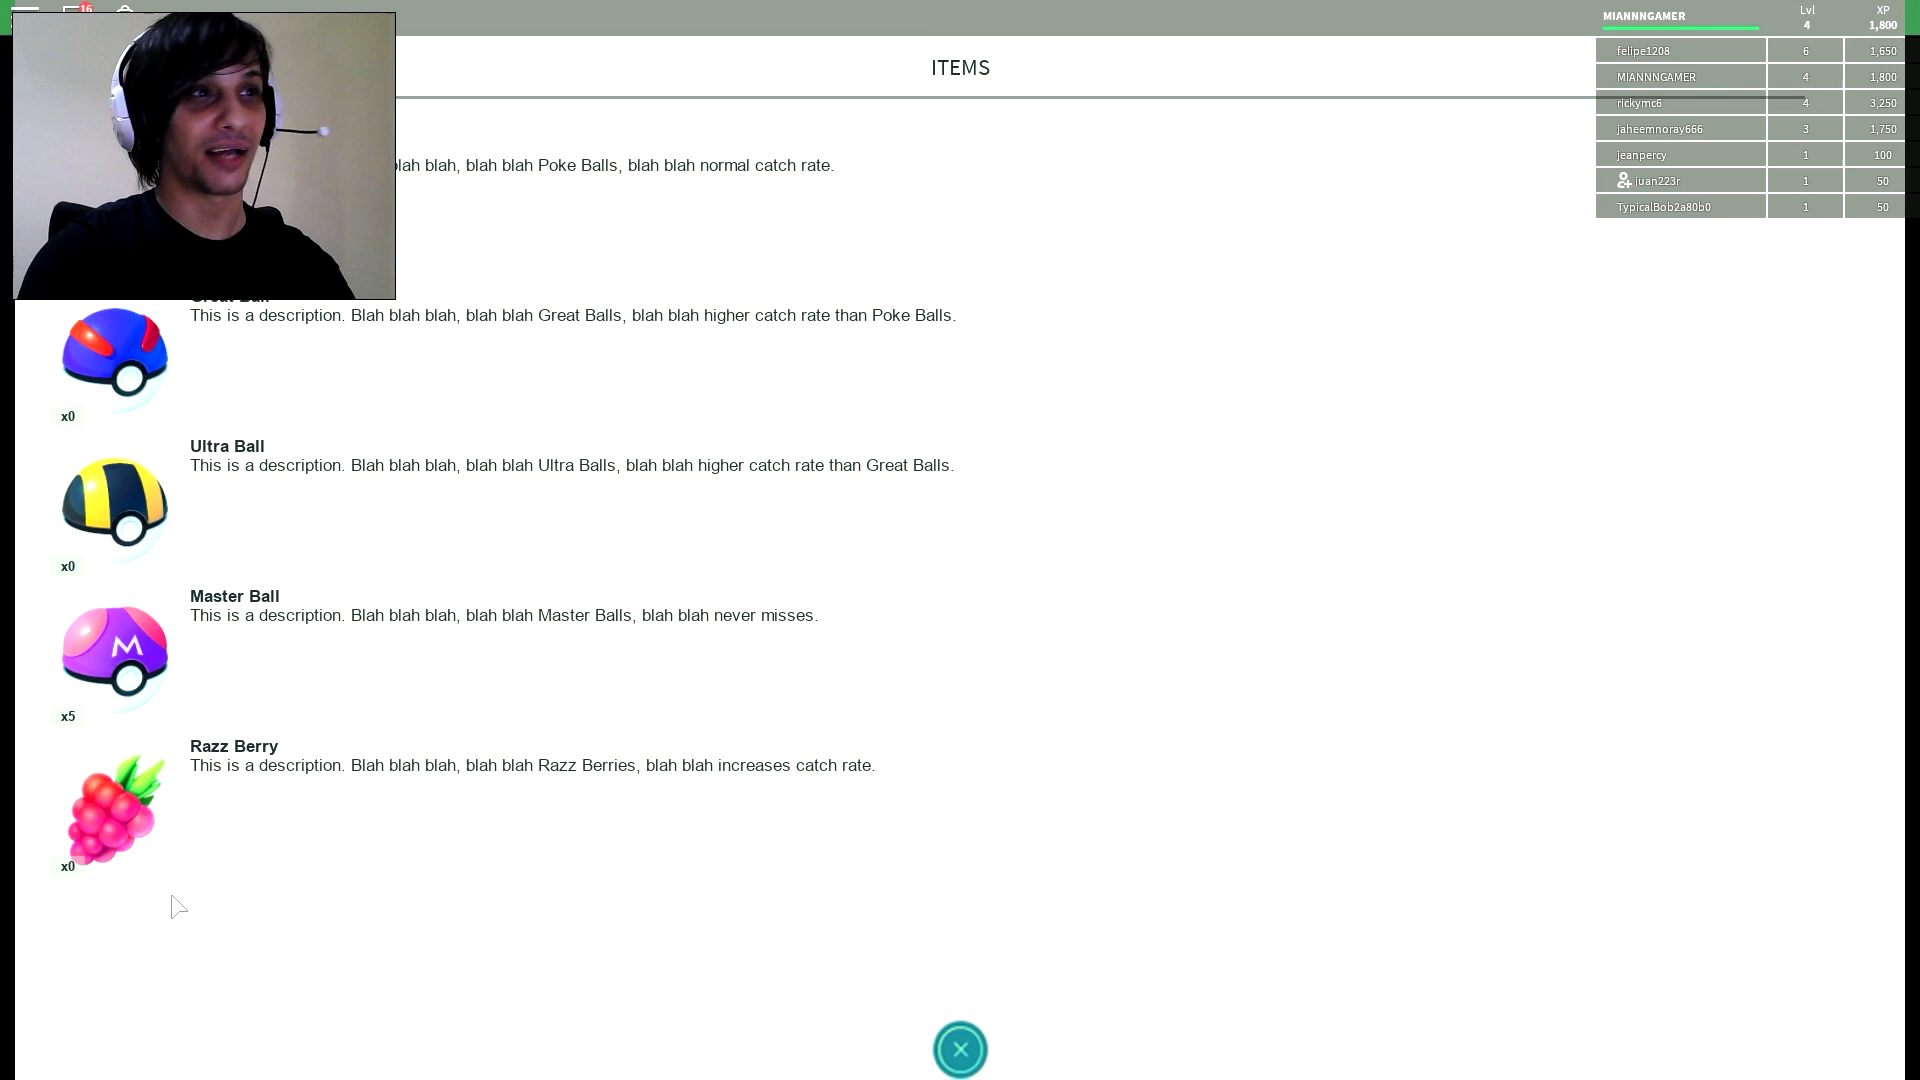 16
MIANNNGAMER
Lvl
4
XP
1,800
felipe1208 6 1,650
MIANNNGAMER 4 1,800
rickymc6 4 3,250
jaheemnoray666 3 1,750
jeanpercy 1 100
juan223r 1 50
TypicalBob2a80b0 1 50
ITEMS
blah blah, blah blah Poke Balls, blah blah normal catch rate.
Great Ball
This is a description. Blah blah blah, blah blah Great Balls, blah blah higher catch rate than Poke Balls.
x0
Ultra Ball
This is a description. Blah blah blah, blah blah Ultra Balls, blah blah higher catch rate than Great Balls.
x0
Master Ball
This is a description. Blah blah blah, blah blah Master Balls, blah blah never misses.
M
x5
Razz Berry
This is a description. Blah blah blah, blah blah Razz Berries, blah blah increases catch rate.
x0